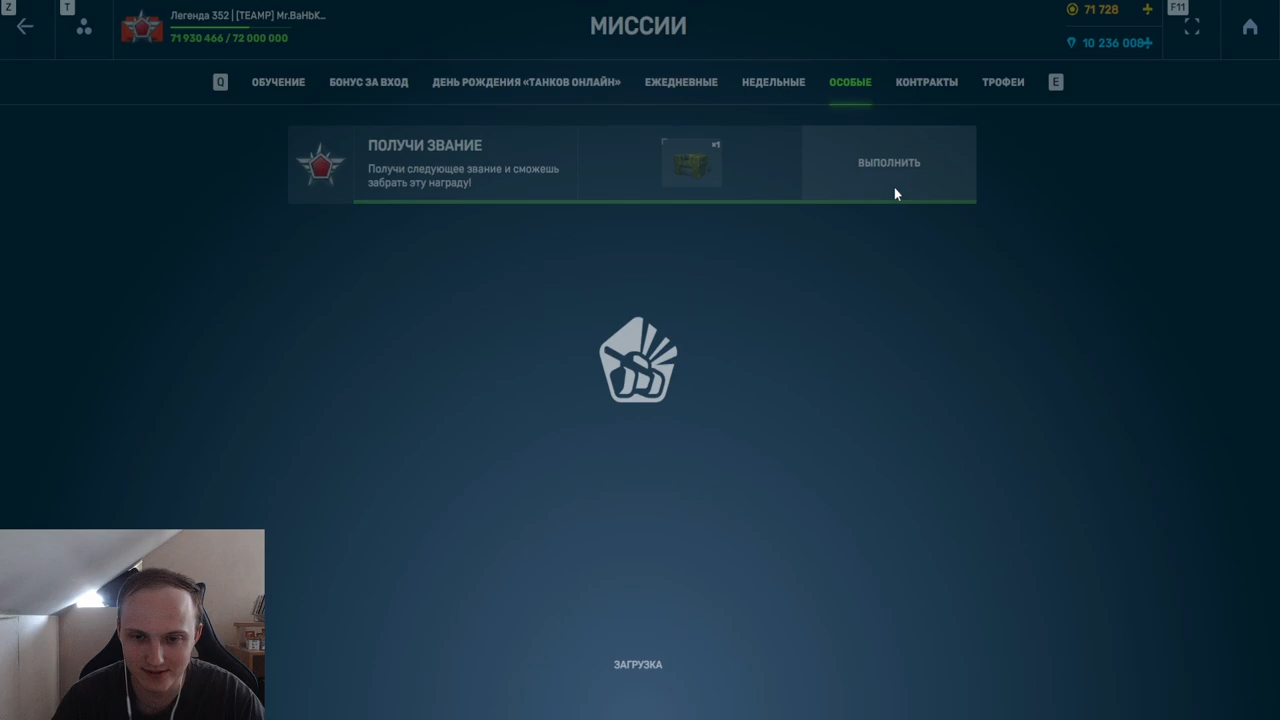 Z
T
Легенда 352 | [TEAMP] Mr.BaHbK...
71 930 466 / 72 000 000
МИССИИ
71 728
10 236 008
F11
Q
ОБУЧЕНИЕ
БОНУС ЗА ВХОД
ДЕНЬ РОЖДЕНИЯ «ТАНКОВ ОНЛАЙН»
ЕЖЕДНЕВНЫЕ
НЕДЕЛЬНЫЕ
ОСОБЫЕ
КОНТРАКТЫ
ТРОФЕИ
E
ПОЛУЧИ ЗВАНИЕ
Получи следующее звание и сможешь
забрать эту награду!
x1
ВЫПОЛНИТЬ
ЗАГРУЗКА